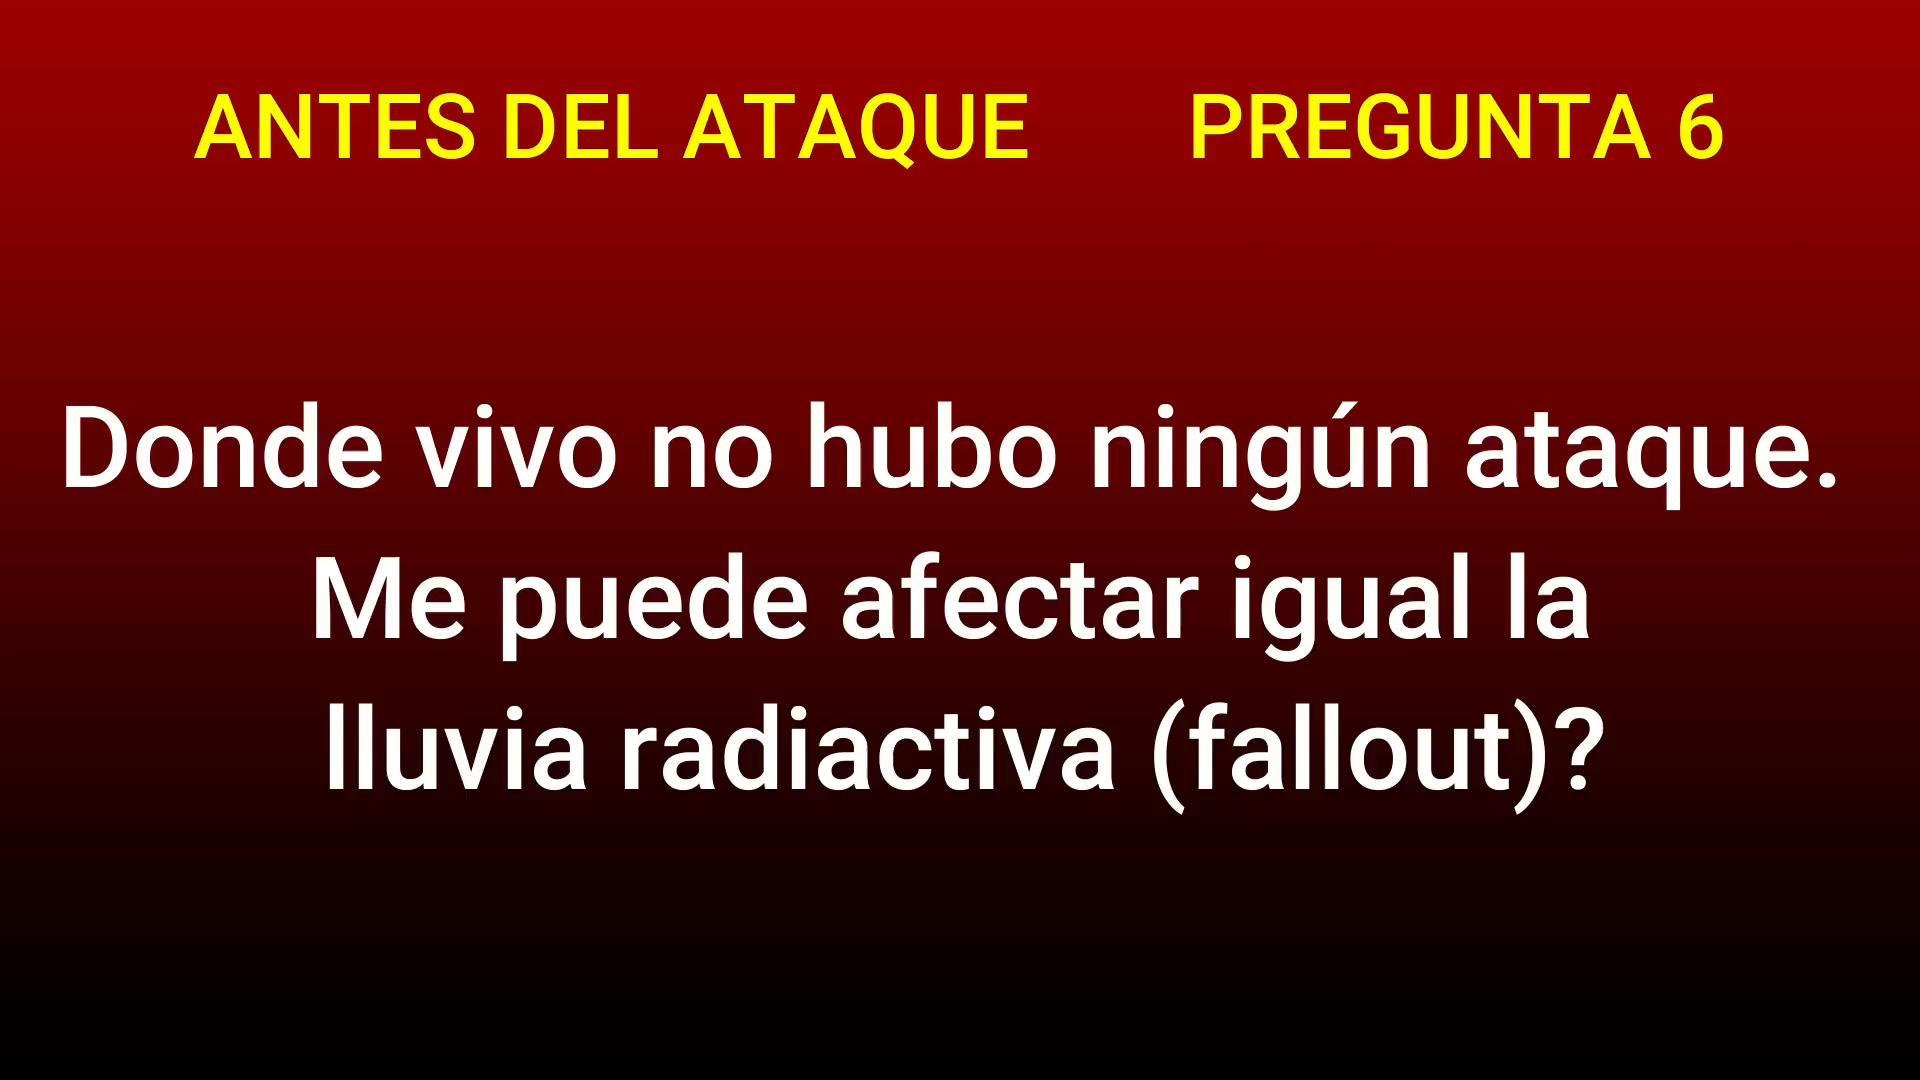 ANTES DEL ATAQUE PREGUNTA 6
Donde vivo no hubo ningún ataque.
Me puede afectar igual la
lluvia radiactiva (fallout)?